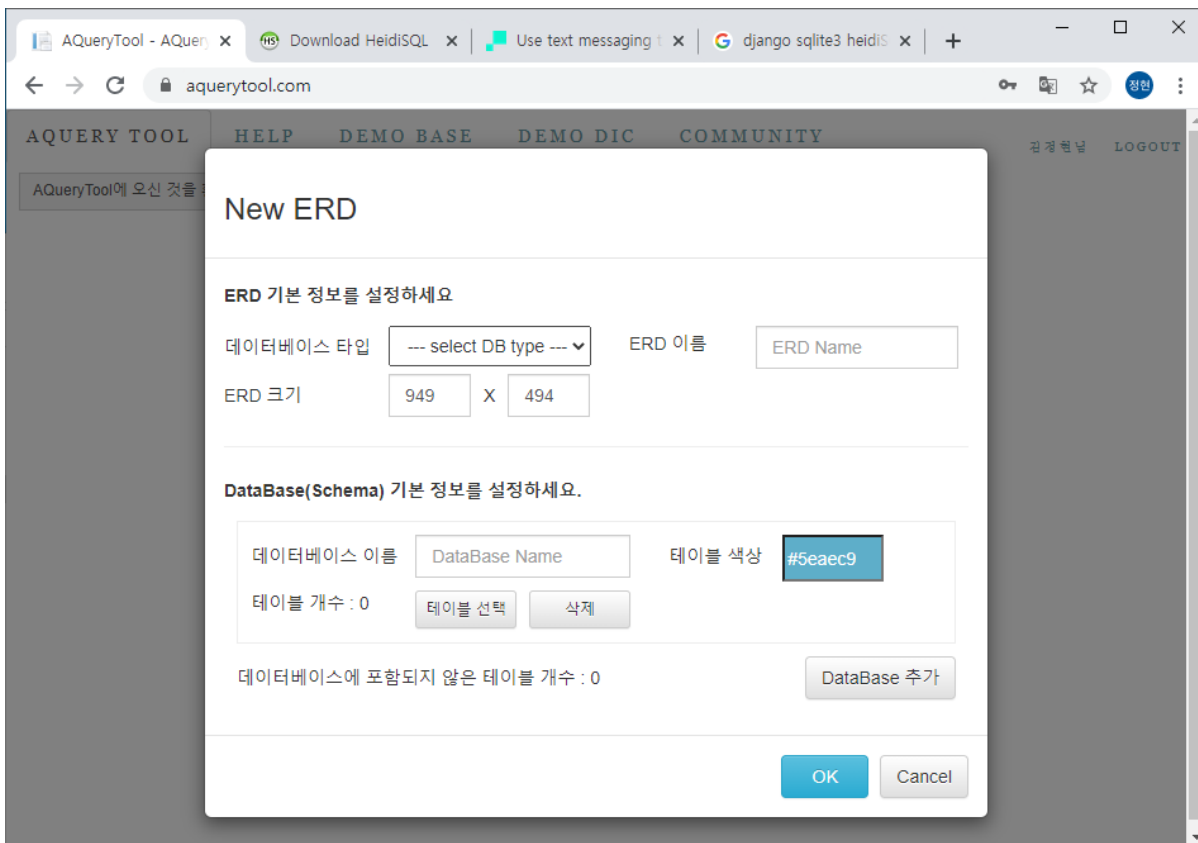 AQueryTool - AQuery
Download HeidiSQL
Use text messaging t
django sqlite3 heidiS
aquerytool.com
정현
AQUERY TOOL HELP DEMO BASE DEMO DIC COMMUNITY
LOGOUT
AQueryTool에 오신 것을
New ERD
ERD 기본 정보를 설정하세요
데이터베이스 타입 --- select DB type --- ERD 이름 ERD Name
ERD 크기 949 X 494
DataBase(Schema) 기본 정보를 설정하세요.
데이터베이스 이름 DataBase Name 테이블 색상 #5eaec9
테이블 개수 : 0 테이블 선택 삭제
데이터베이스에 포함되지 않은 테이블 개수 : 0 DataBase 추가
OK Cancel